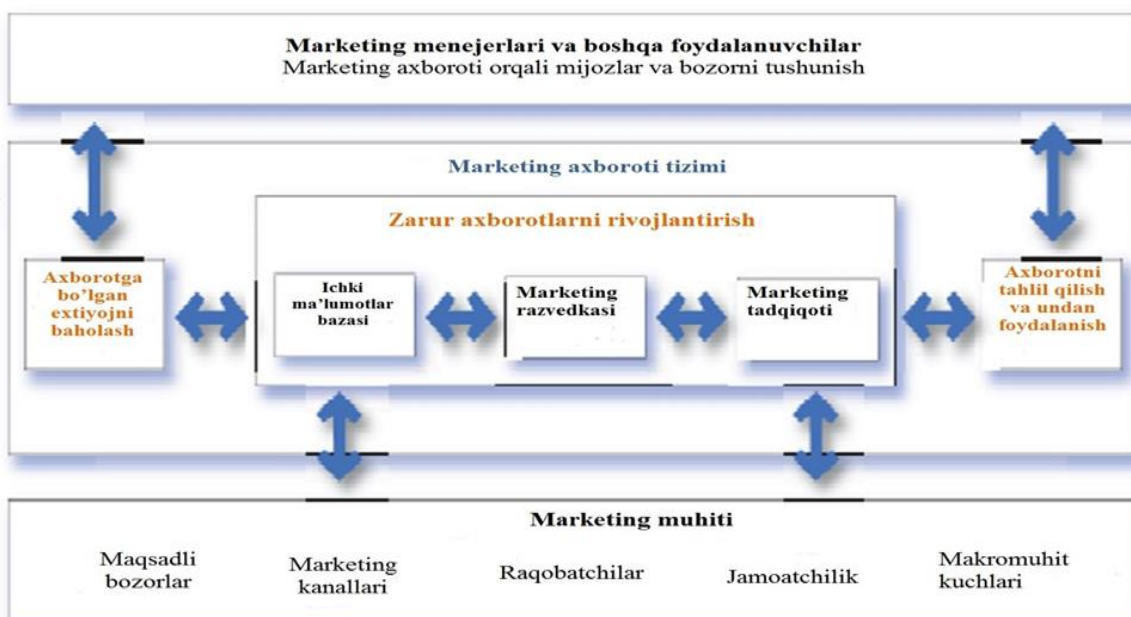 Marketing menejerlari va boshqa foydalanuvchilar
Marketing axboroti orqali mijozlar va bozorni tushunish
Marketing axboroti tizimi
Zarur axborotlarni rivojlantirish
Axborotga
bo'lgan
extiyojni
baholash
Ichki
ma'lumotlar
bazasi
Marketing
razvedkasi
Marketing
tadqiqoti
Axborotni
tahlil qilish
va undan
foydalanish
Marketing muhiti
Maqsadli
bozorlar
Marketing
kanallari
Raqobatchilar
Jamoatchilik
Makromuhit
kuchlari